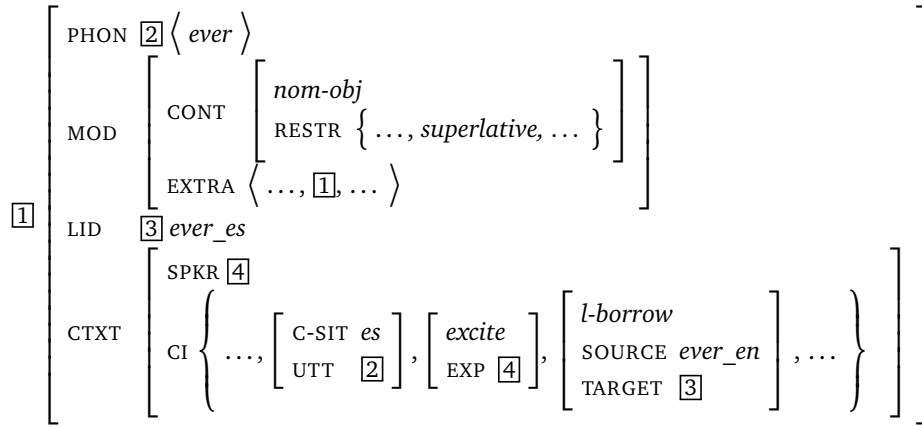 PHON 2 ⟨ ever ⟩
MOD CONT nom-obj
RESTR { …, superlative, … }
EXTRA ⟨ …, 1, … ⟩
1 LID 3 ever_es
CTXT SPKR 4
CI { …, C-SIT es UTT 2 , excite EXP 4 , l-borrow SOURCE ever_en TARGET 3 , … }